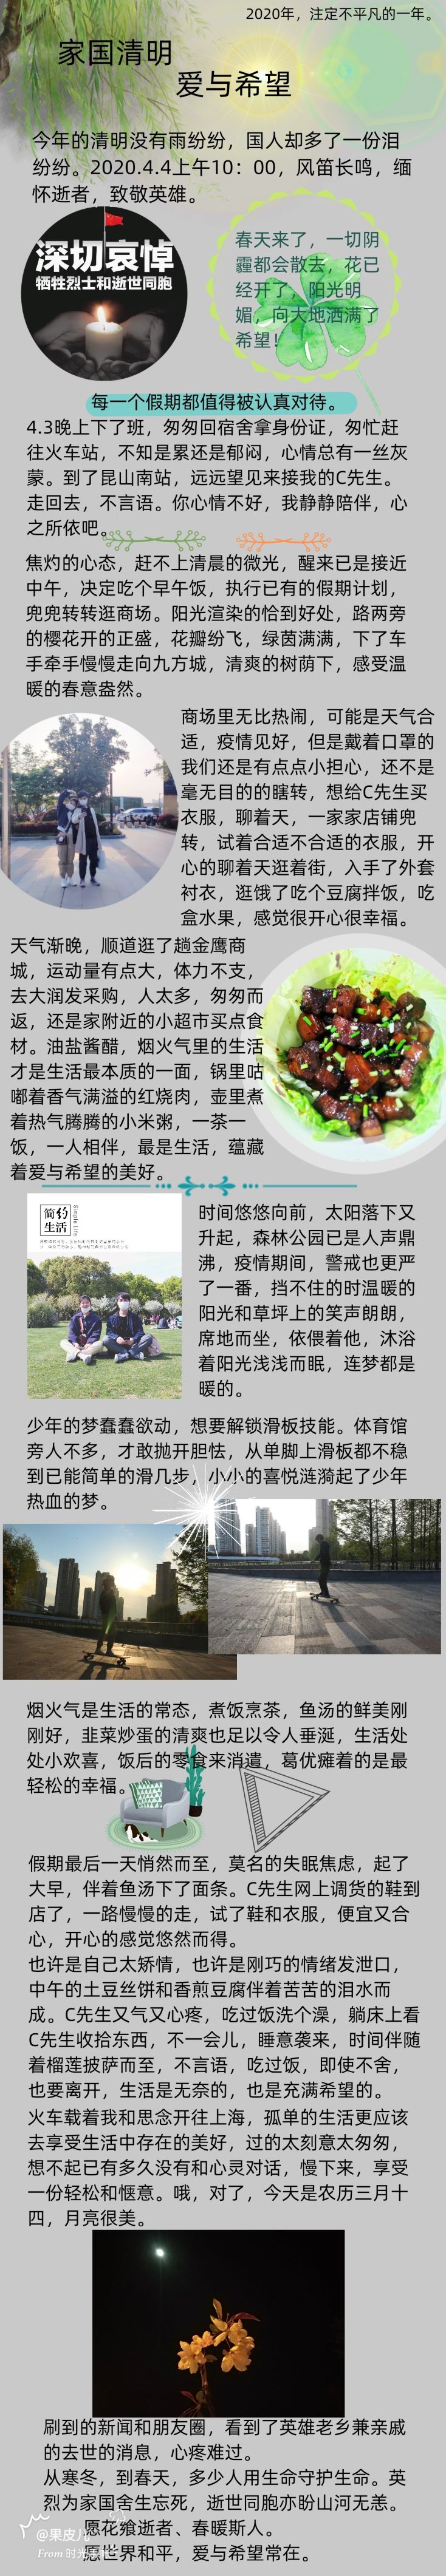 2020年，注定不平凡的一年。
家国清明
爱与希望
今年的清明没有雨纷纷，国人却多了一份泪
纷纷。2020.4.4上午10：00，风笛长鸣，缅
怀逝者，致敬英雄。
深切哀悼
牺牲烈士和逝世同胞
春天来了，一切阴
霾都会散去，花已
经开了，阳光明
媚，向大地洒满了
希望！
每一个假期都值得被认真对待。
4.3晚上下了班，匆匆回宿舍拿身份证，匆忙赶
往火车站，不知是累还是郁闷，心情总有一丝灰
蒙。到了昆山南站，远远望见来接我的C先生。
走回去，不言语。你心情不好，我静静陪伴，心
之所依吧。
焦灼的心态，赶不上清晨的微光，醒来已是接近
中午，决定吃个早午饭，执行已有的假期计划，
兜兜转转逛商场。阳光渲染的恰到好处，路两旁
的樱花开的正盛，花瓣纷飞，绿茵满满，下了车
手牵手慢慢走向九方城，清爽的树荫下，感受温
暖的春意盎然。
商场里无比热闹，可能是天气合
适，疫情见好，但是戴着口罩的
我们还是有点点小担心，还不是
毫无目的的瞎转，想给C先生买
衣服，聊着天，一家家店铺兜
转，试着合适不合适的衣服，开
心的聊着天逛着街，入手了外套
衬衣，逛饿了吃个豆腐拌饭，吃
盒水果，感觉很开心很幸福。
天气渐晚，顺道逛了趟金鹰商
城，运动量有点大，体力不支，
去大润发采购，人太多，匆匆而
返，还是家附近的小超市买点食
材。油盐酱醋，烟火气里的生活
才是生活最本质的一面，锅里咕
嘟着香气满溢的红烧肉，壶里煮
着热气腾腾的小米粥，一茶一
饭，一人相伴，最是生活，蕴藏
着爱与希望的美好。
简约
生活
Simple Life
时间悠悠向前，太阳落下又
升起，森林公园已是人声鼎
沸，疫情期间，警戒也更严
了一番，挡不住的时温暖的
阳光和草坪上的笑声朗朗，
席地而坐，依偎着他，沐浴
着阳光浅浅而眠，连梦都是
暖的。
少年的梦蠢蠢欲动，想要解锁滑板技能。体育馆
旁人不多，才敢抛开胆怯，从单脚上滑板都不稳
到已能简单的滑几步，小小的喜悦涟漪起了少年
热血的梦。
烟火气是生活的常态，煮饭烹茶，鱼汤的鲜美刚
刚好，韭菜炒蛋的清爽也足以令人垂涎，生活处
处小欢喜，饭后的零食来消遣，葛优瘫着的是最
轻松的幸福。
假期最后一天悄然而至，莫名的失眠焦虑，起了
大早，伴着鱼汤下了面条。C先生网上调货的鞋到
店了，一路慢慢的走，试了鞋和衣服，便宜又合
心，开心的感觉悠然而得。
也许是自己太矫情，也许是刚巧的情绪发泄口，
中午的土豆丝饼和香煎豆腐伴着苦苦的泪水而
成。C先生又气又心疼，吃过饭洗个澡，躺床上看
C先生收拾东西，不一会儿，睡意袭来，时间伴随
着榴莲披萨而至，不言语，吃过饭，即使不舍，
也要离开，生活是无奈的，也是充满希望的。
火车载着我和思念开往上海，孤单的生活更应该
去享受生活中存在的美好，过的太刻意太匆匆，
想不起已有多久没有和心灵对话，慢下来，享受
一份轻松和惬意。哦，对了，今天是农历三月十
四，月亮很美。
刷到的新闻和朋友圈，看到了英雄老乡兼亲戚
的去世的消息，心疼难过。
从寒冬，到春天，多少人用生命守护生命。英
烈为家国舍生忘死，逝世同胞亦盼山河无恙。
愿花飨逝者、春暖斯人。
愿世界和平，爱与希望常在。
@果皮儿
From 时光